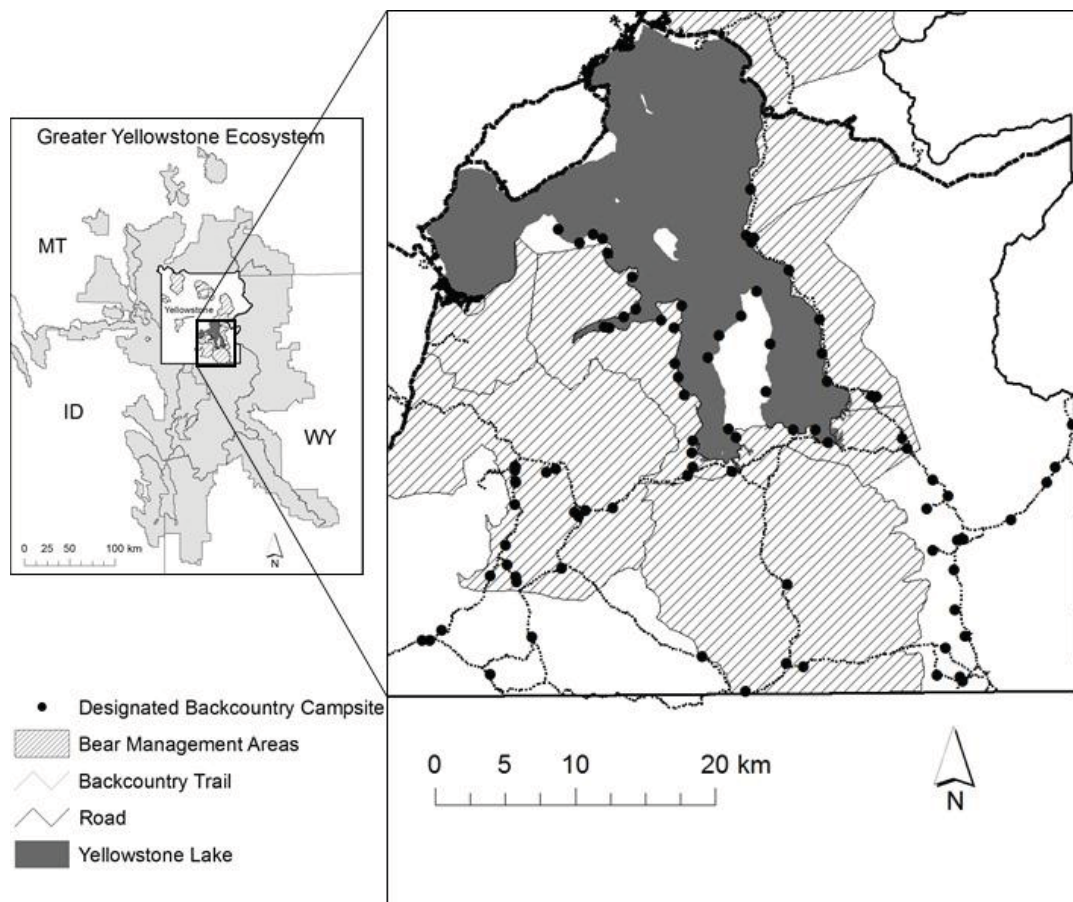 Greater Yellowstone Ecosystem
MT
Yellowstone
ID
WY
0 25 50 100 km
N
Designated Backcountry Campsite
Bear Management Areas
Backcountry Trail
Road
Yellowstone Lake
0 5 10 20 km
N